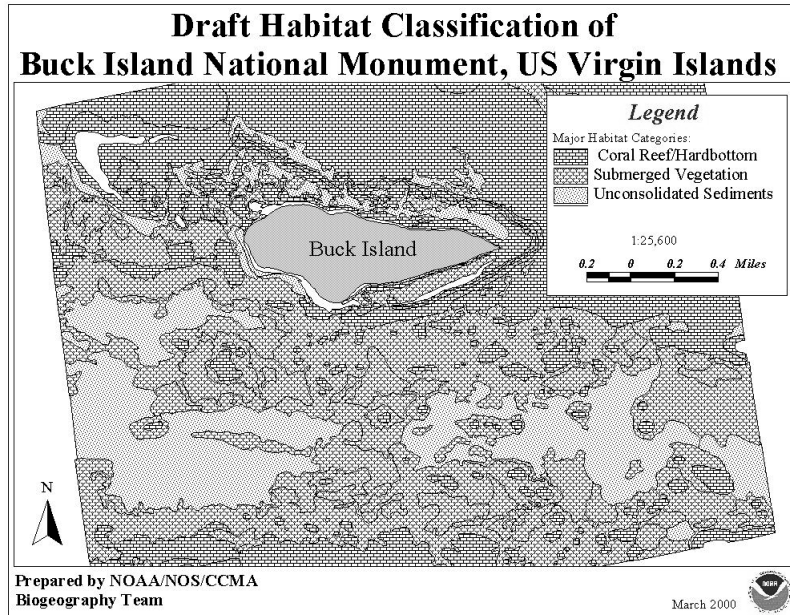 Draft Habitat Classification of
Buck Island National Monument, US Virgin Islands
Legend
Major Habitat Categories:
Coral Reef/Hardbottom
Submerged Vegetation
Unconsolidated Sediments
1:25,600
0.2 0 0.2 0.4 Miles
Buck Island
N
Prepared by NOAA/NOS/CCMA
Biogeography Team
March 2000
NOAA